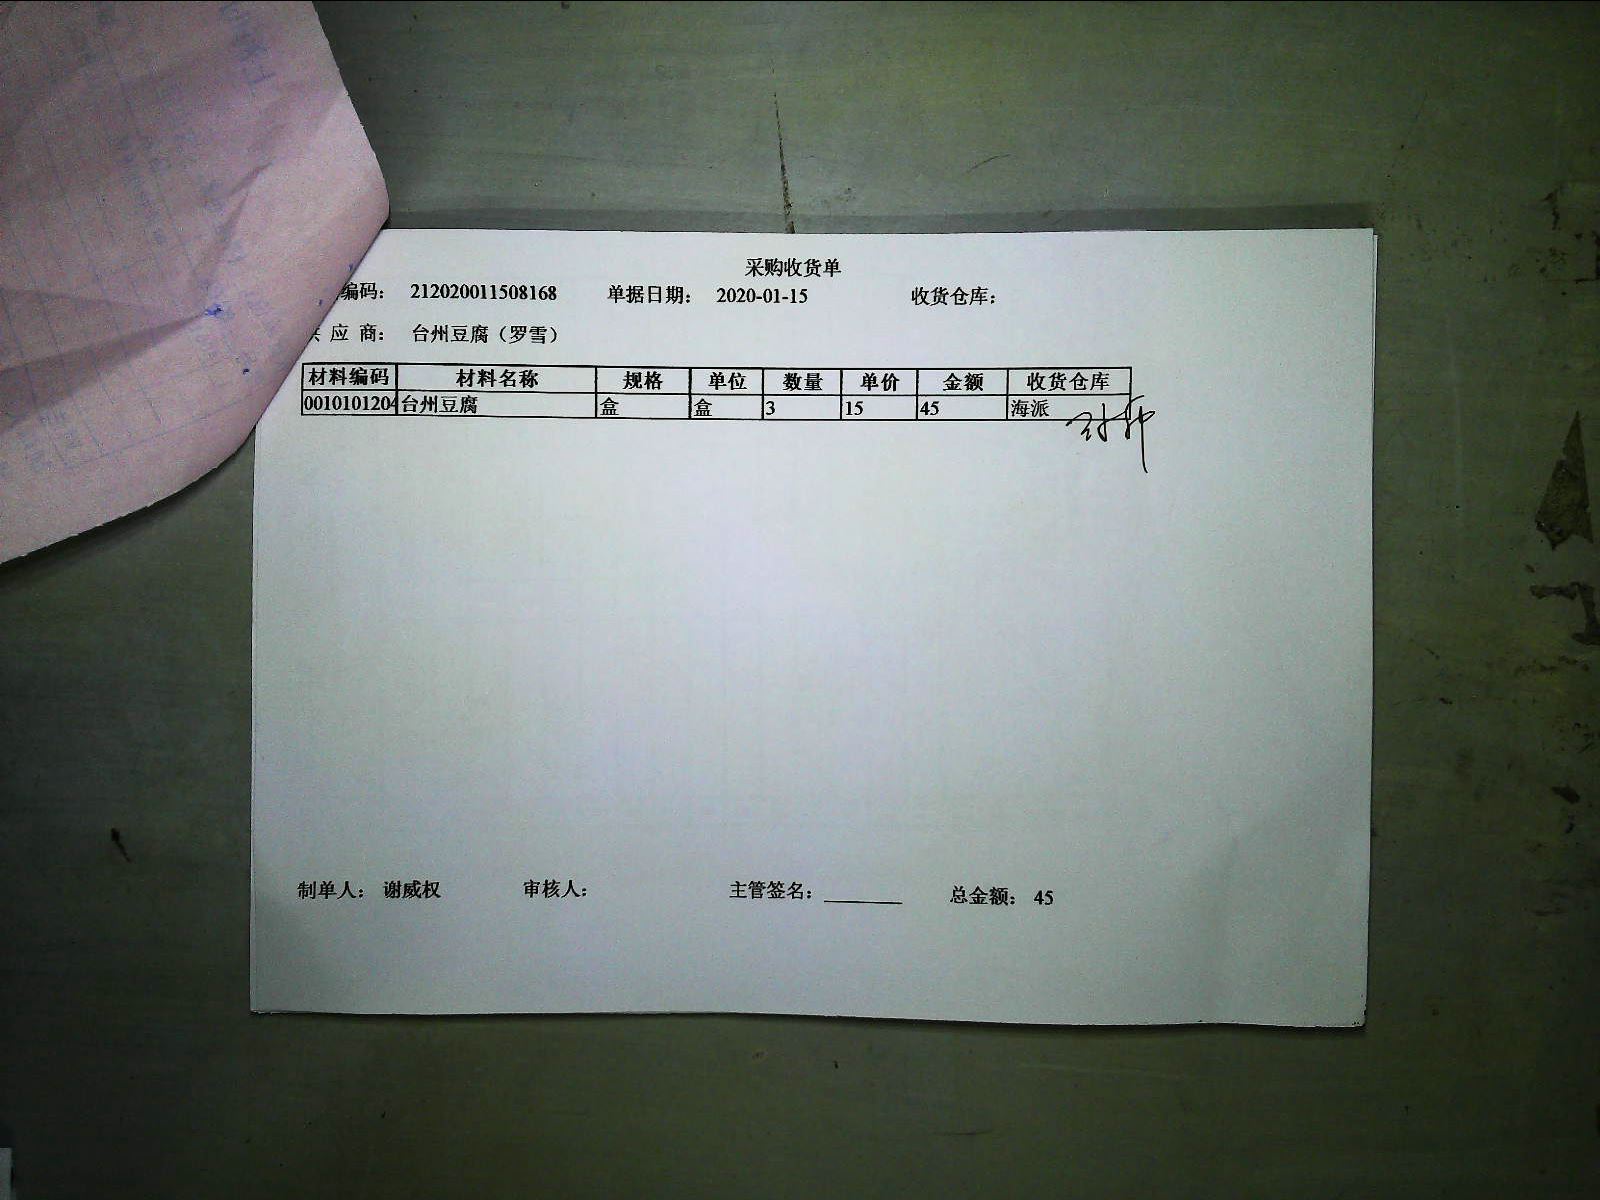 采购收货单
编码： 212020011508168 单据日期： 2020-01-15 收货仓库：
应 商： 台州豆腐（罗雪）
材料编码 材料名称 规格 单位 数量 单价 金额 收货仓库
0010101204 台州豆腐 盒 盒 3 15 45 海派
制单人： 谢威权 审核人： 主管签名： 总金额： 45